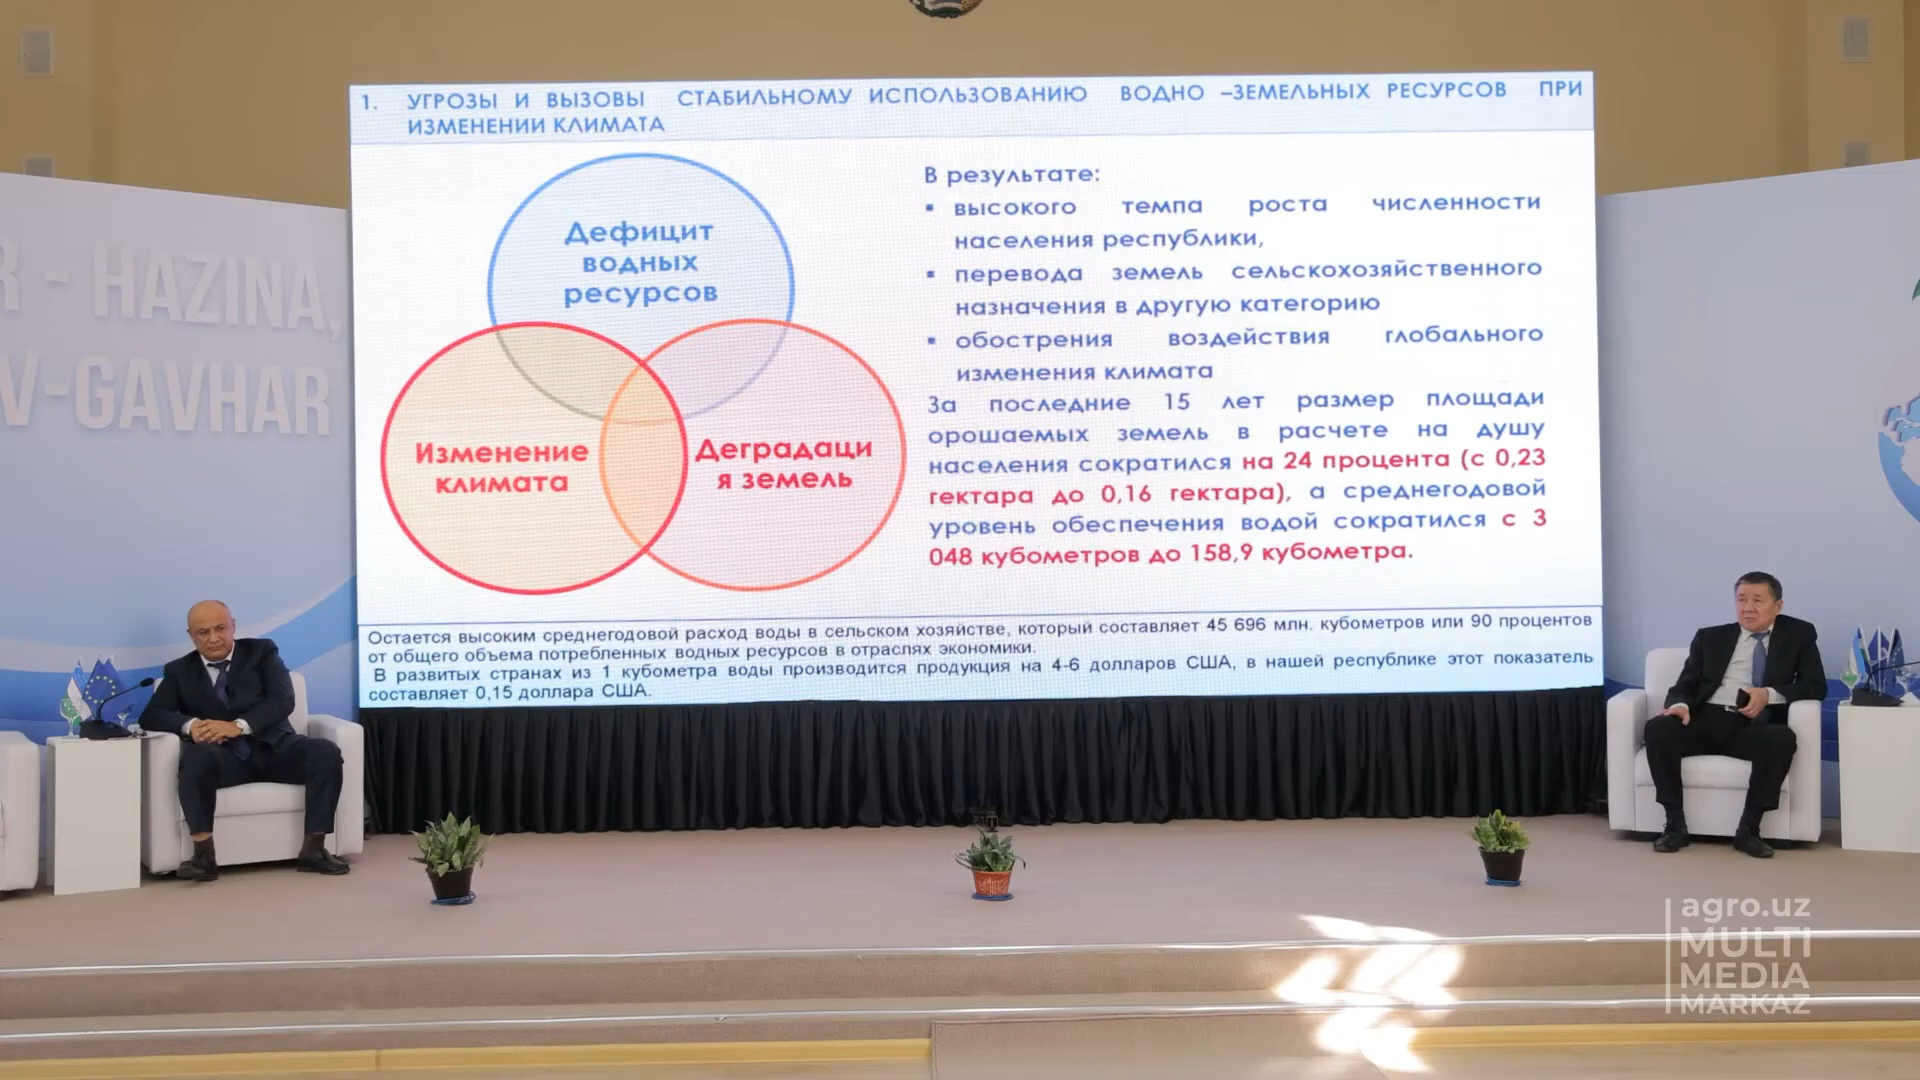 1. УГРОЗЫ И ВЫЗОВЫ СТАБИЛЬНОМУ ИСПОЛЬЗОВАНИЮ ВОДНО –ЗЕМЕЛЬНЫХ РЕСУРСОВ ПРИ
ИЗМЕНЕНИИ КЛИМАТА
Дефицит
водных
ресурсов
Изменение
климата
Деградаци
я земель
В результате:
▪ высокого темпа роста численности
населения республики,
▪ перевода земель сельскохозяйственного
назначения в другую категорию
▪ обострения воздействия глобального
изменения климата
За последние 15 лет размер площади
орошаемых земель в расчете на душу
населения сократился на 24 процента (с 0,23
гектара до 0,16 гектара), а среднегодовой
уровень обеспечения водой сократился с 3
048 кубометров до 158,9 кубометра.
Остается высоким среднегодовой расход воды в сельском хозяйстве, который составляет 45 696 млн. кубометров или 90 процентов
от общего объема потребленных водных ресурсов в отраслях экономики.
В развитых странах из 1 кубометра воды производится продукция на 4-6 долларов США, в нашей республике этот показатель
составляет 0,15 доллара США.
R - HAZINA,
V-GAVHAR
agro.uz
MULTI
MEDIA
MARKAZ